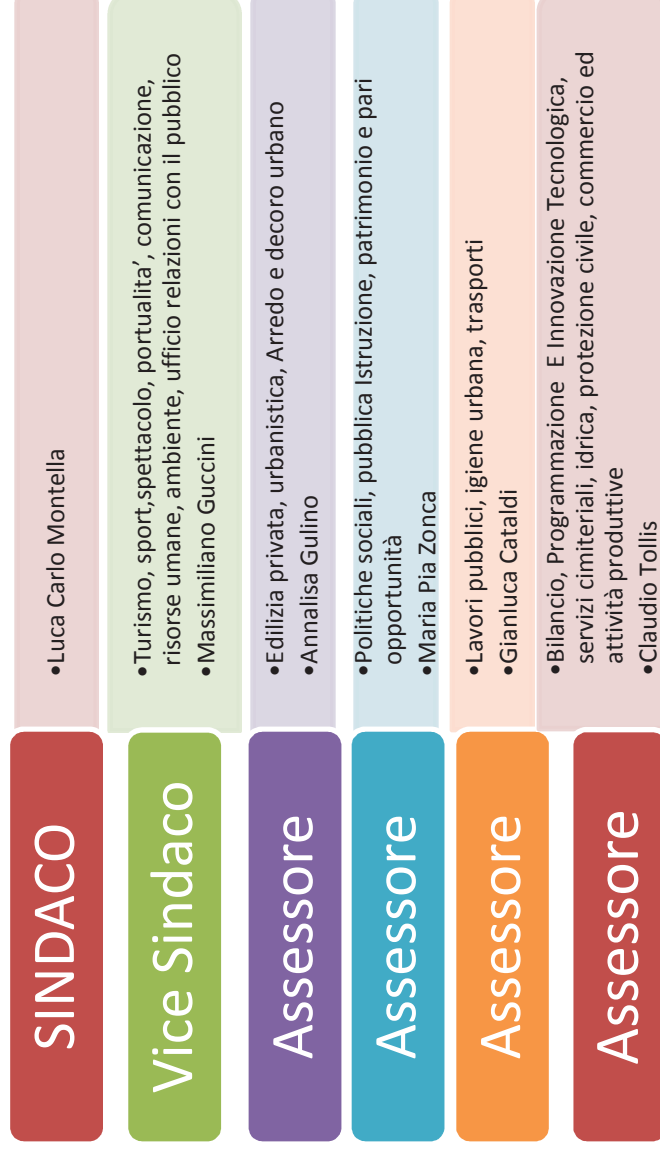 SINDACO
•Luca Carlo Montella
Vice Sindaco
•Turismo, sport,spettacolo, portualita’, comunicazione,
risorse umane, ambiente, ufficio relazioni con il pubblico
•Massimiliano Guccini
Assessore
•Edilizia privata, urbanistica, Arredo e decoro urbano
•Annalisa Gulino
Assessore
•Politiche sociali, pubblica Istruzione, patrimonio e pari
opportunità
•Maria Pia Zonca
Assessore
•Lavori pubblici, igiene urbana, trasporti
•Gianluca Cataldi
Assessore
•Bilancio, Programmazione  E Innovazione Tecnologica,
servizi cimiteriali, idrica, protezione civile, commercio ed
attività produttive
•Claudio Tollis